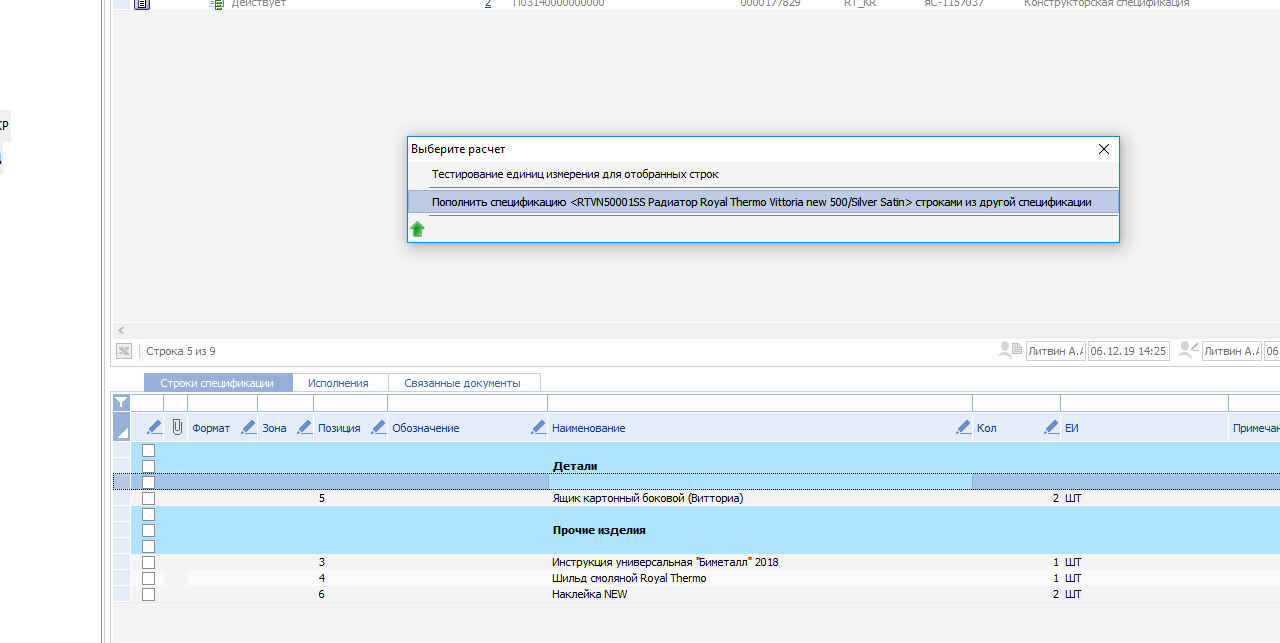 Действует 2 П03140000000000 0000177829 RT_KR ЯС-1157037 Конструкторская спецификация
Выберите расчет
Тестирование единиц измерения для отобранных строк
Пополнить спецификацию <RTVN50001SS Радиатор Royal Thermo Vittoria new 500/Silver Satin> строками из другой спецификации
Строка 5 из 9 Литвин А.А 06.12.19 14:25 Литвин А.А 06.
Строки спецификации Исполнения Связанные документы
Формат Зона Позиция Обозначение Наименование Кол ЕИ Примечан
Детали
5 Ящик картонный боковой (Витториа) 2 ШТ
Прочие изделия
3 Инструкция универсальная "Биметалл" 2018 1 ШТ
4 Шильд смоляной Royal Thermo 1 ШТ
6 Наклейка NEW 2 ШТ